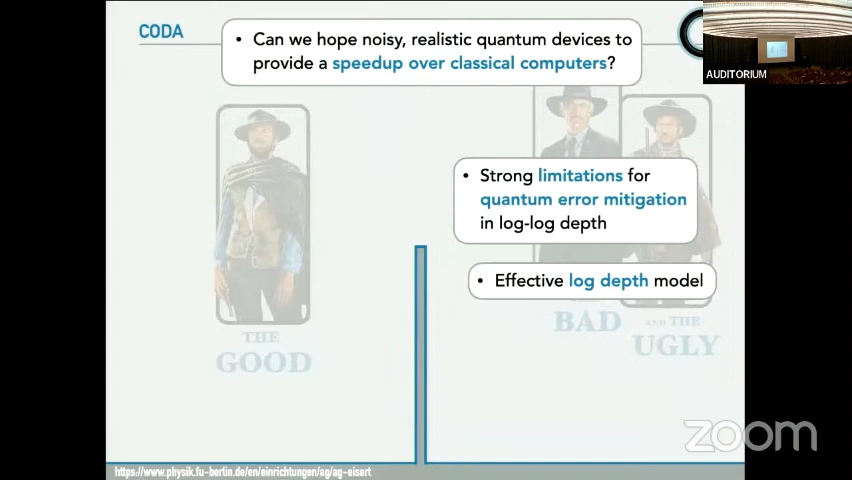 CODA
• Can we hope noisy, realistic quantum devices to
provide a speedup over classical computers?
AUDITORIUM
• Strong limitations for
quantum error mitigation
in log-log depth
• Effective log depth model
THE
GOOD
BAD
AND THE
UGLY
zoom
https://www.physik.fu-berlin.de/en/einrichtungen/ag/ag-eisert